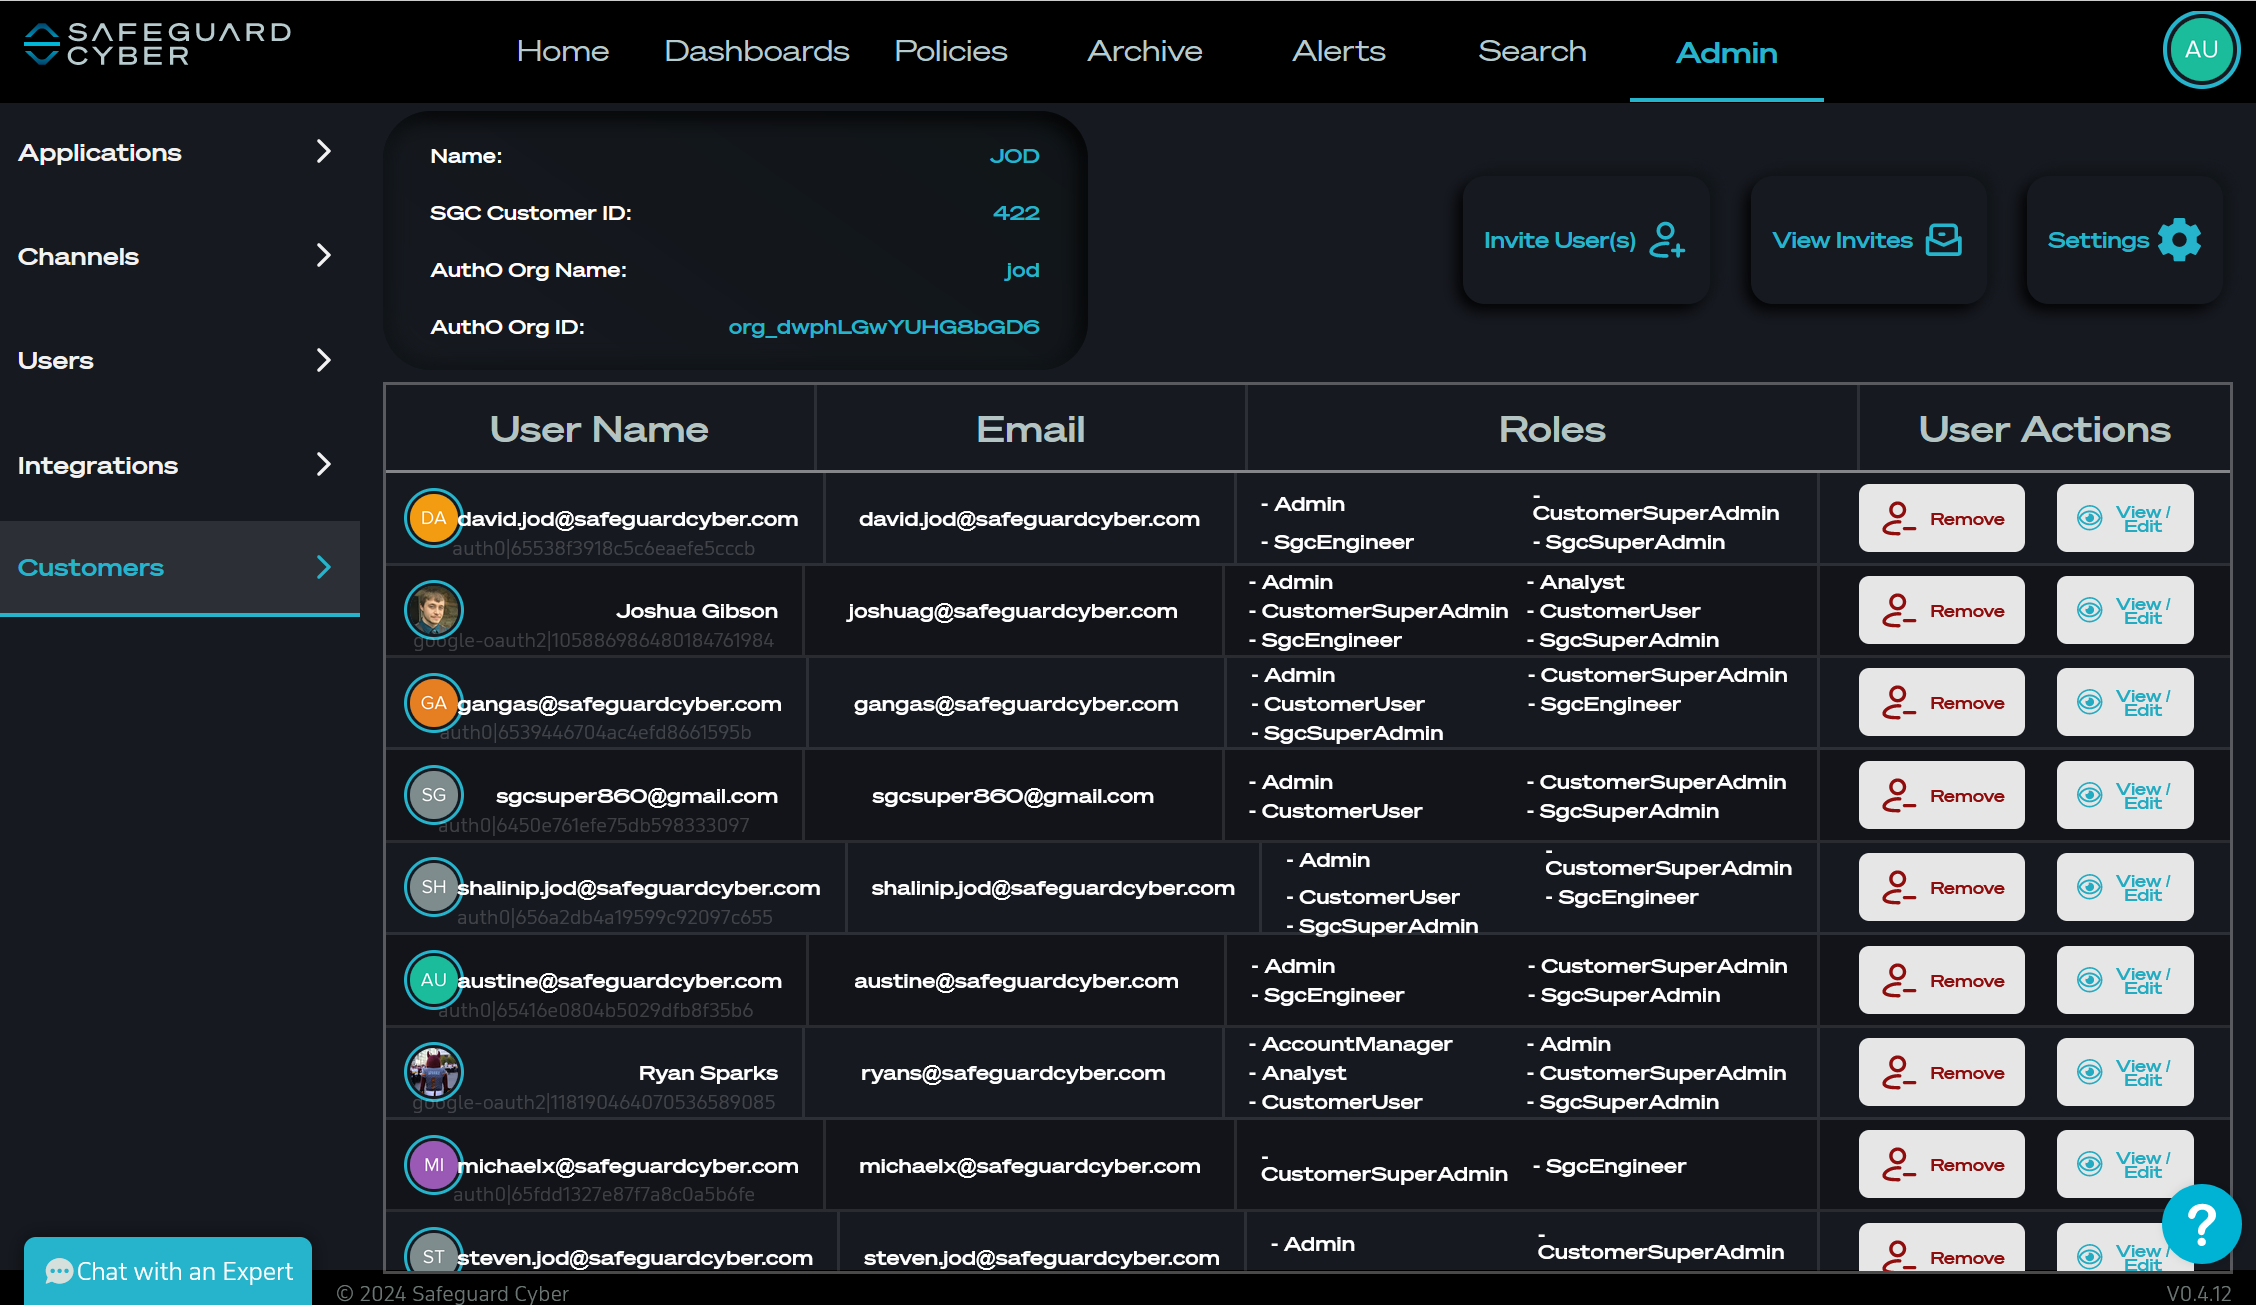 SAFEGUARD
CYBER
Home Dashboards Policies Archive Alerts Search Admin
AU
Applications
Channels
Users
Integrations
Customers
Name: JOD
SGC Customer ID: 422
AuthO Org Name: jod
AuthO Org ID: org_dwphLGwYUHG8bGD6
Invite User(s) View Invites Settings
User Name Email Roles User Actions
DA david.jod@safeguardcyber.com
auth0|65538f3918c5c6eaefe5cccb
david.jod@safeguardcyber.com
- Admin
-
CustomerSuperAdmin
- SgcEngineer
- SgcSuperAdmin
Remove
View /
Edit
Joshua Gibson
google-oauth2|105886986480184761984
joshuag@safeguardcyber.com
- Admin
- Analyst
- CustomerSuperAdmin
- CustomerUser
- SgcEngineer
- SgcSuperAdmin
Remove
View /
Edit
GA gangas@safeguardcyber.com
auth0|6539446704ac4efd8661595b
gangas@safeguardcyber.com
- Admin
- CustomerSuperAdmin
- CustomerUser
- SgcEngineer
- SgcSuperAdmin
Remove
View /
Edit
SG sgcsuper860@gmail.com
auth0|6450e761efe75db598333097
sgcsuper860@gmail.com
- Admin
- CustomerSuperAdmin
- CustomerUser
- SgcSuperAdmin
Remove
View /
Edit
SH shalinip.jod@safeguardcyber.com
auth0|656a2db4a19599c92097c655
shalinip.jod@safeguardcyber.com
- Admin
-
CustomerSuperAdmin
- CustomerUser
- SgcEngineer
- SgcSuperAdmin
Remove
View /
Edit
AU austine@safeguardcyber.com
auth0|65416e0804b5029dfb8f35b6
austine@safeguardcyber.com
- Admin
- CustomerSuperAdmin
- SgcEngineer
- SgcSuperAdmin
Remove
View /
Edit
Ryan Sparks
google-oauth2|118190464070536589085
ryans@safeguardcyber.com
- AccountManager
- Admin
- Analyst
- CustomerSuperAdmin
- CustomerUser
- SgcSuperAdmin
Remove
View /
Edit
MI michaelx@safeguardcyber.com
auth0|65fdd1327e87f7a8c0a5b6fe
michaelx@safeguardcyber.com
-
CustomerSuperAdmin
- SgcEngineer
Remove
View /
Edit
ST steven.jod@safeguardcyber.com
steven.jod@safeguardcyber.com
- Admin
-
CustomerSuperAdmin
Remove
View /
Edit
?
Chat with an Expert
© 2024 Safeguard Cyber
V0.4.12